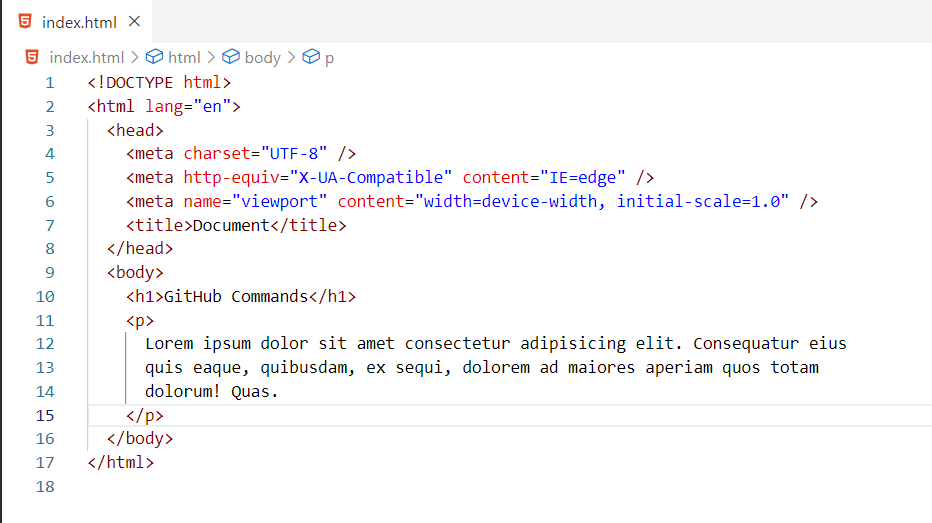 index.html ×
index.html > html > body > p
1 <!DOCTYPE html>
2 <html lang="en">
3   <head>
4     <meta charset="UTF-8" />
5     <meta http-equiv="X-UA-Compatible" content="IE=edge" />
6     <meta name="viewport" content="width=device-width, initial-scale=1.0" />
7     <title>Document</title>
8   </head>
9   <body>
10     <h1>GitHub Commands</h1>
11     <p>
12       Lorem ipsum dolor sit amet consectetur adipisicing elit. Consequatur eius
13       quis eaque, quibusdam, ex sequi, dolorem ad maiores aperiam quos totam
14       dolorum! Quas.
15     </p>
16   </body>
17 </html>
18